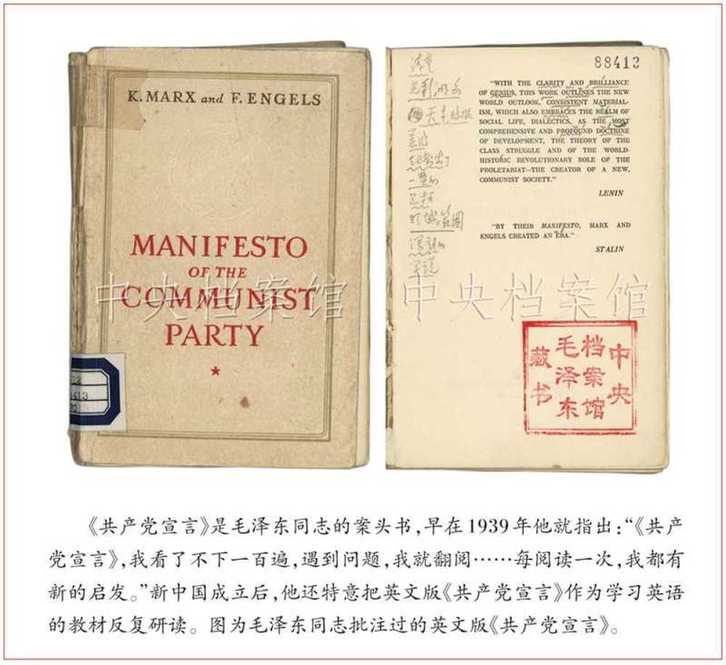 K. MARX and F. ENGELS
MANIFESTO
OF THE
COMMUNIST
PARTY
中央档案馆
88413
"WITH THE CLARITY AND BRILLIANCE
OF GENIUS, THIS WORK OUTLINES THE NEW
WORLD OUTLOOK, CONSISTENT MATERIAL-
ISM, WHICH ALSO EMBRACES THE REALM OF
SOCIAL LIFE, DIALECTICS, AS THE MOST
COMPREHENSIVE AND PROFOUND DOCTRINE
OF DEVELOPMENT, THE THEORY OF THE
CLASS STRUGGLE AND OF THE WORLD-
HISTORIC REVOLUTIONARY ROLE OF THE
PROLETARIAT—THE CREATOR OF A NEW,
COMMUNIST SOCIETY."
LENIN
"BY THEIR MANIFESTO, MARX AND
ENGELS CREATED AN ERA."
STALIN
中央档案馆
中央
档案馆
毛泽东
藏书
《共产党宣言》是毛泽东同志的案头书,早在1939年他就指出:“《共产
党宣言》,我看了不下一百遍,遇到问题,我就翻阅……每阅读一次,我都有
新的启发。”新中国成立后,他还特意把英文版《共产党宣言》作为学习英语
的教材反复研读。图为毛泽东同志批注过的英文版《共产党宣言》。